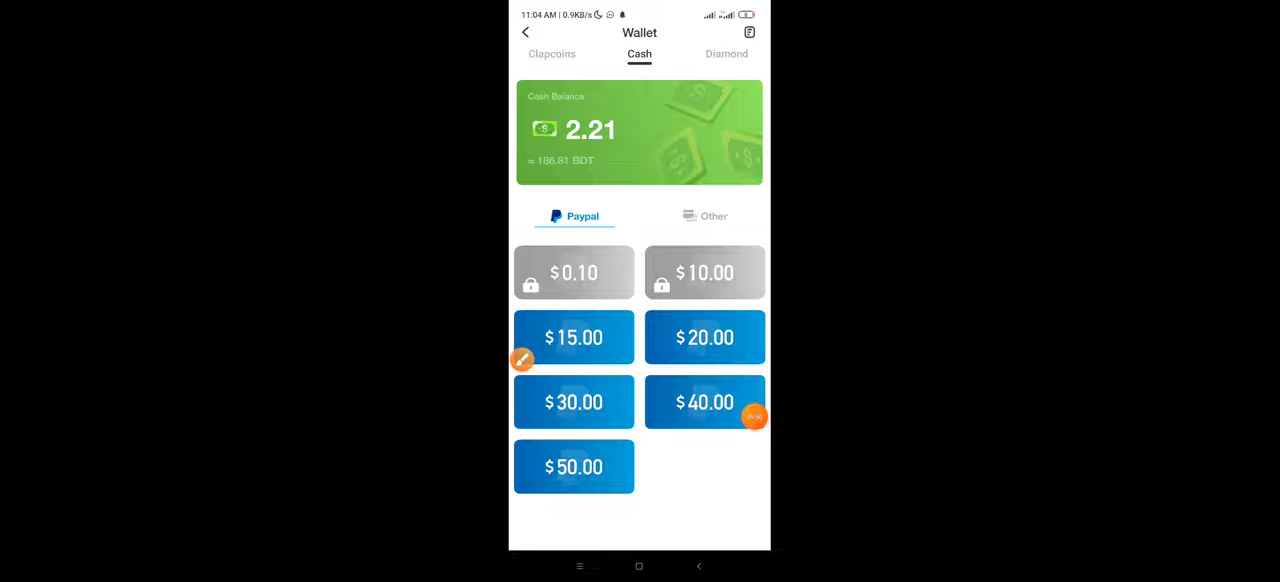 11:04 AM | 0.9KB/s
Wallet
Clapcoins Cash Diamond
Cash Balance
2.21
≈ 186.81 BDT
Paypal Other
$0.10 $10.00
$15.00 $20.00
$30.00 $40.00
$50.00